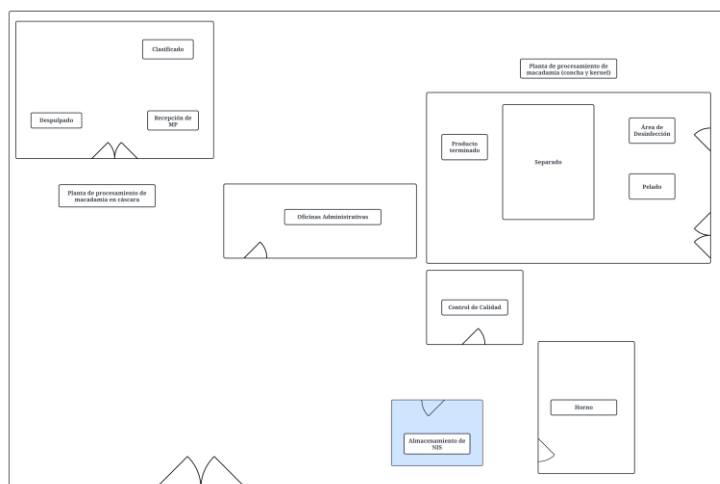 Clasificado
Despulpado
Recepción de
MP
Planta de procesamiento de
macadamia en cáscara
Planta de procesamiento de
macadamia (concha y kernel)
Producto
terminado
Separado
Área de
Desinfección
Pelado
Oficinas Administrativas
Control de Calidad
Almacenamiento de
NIS
Horno